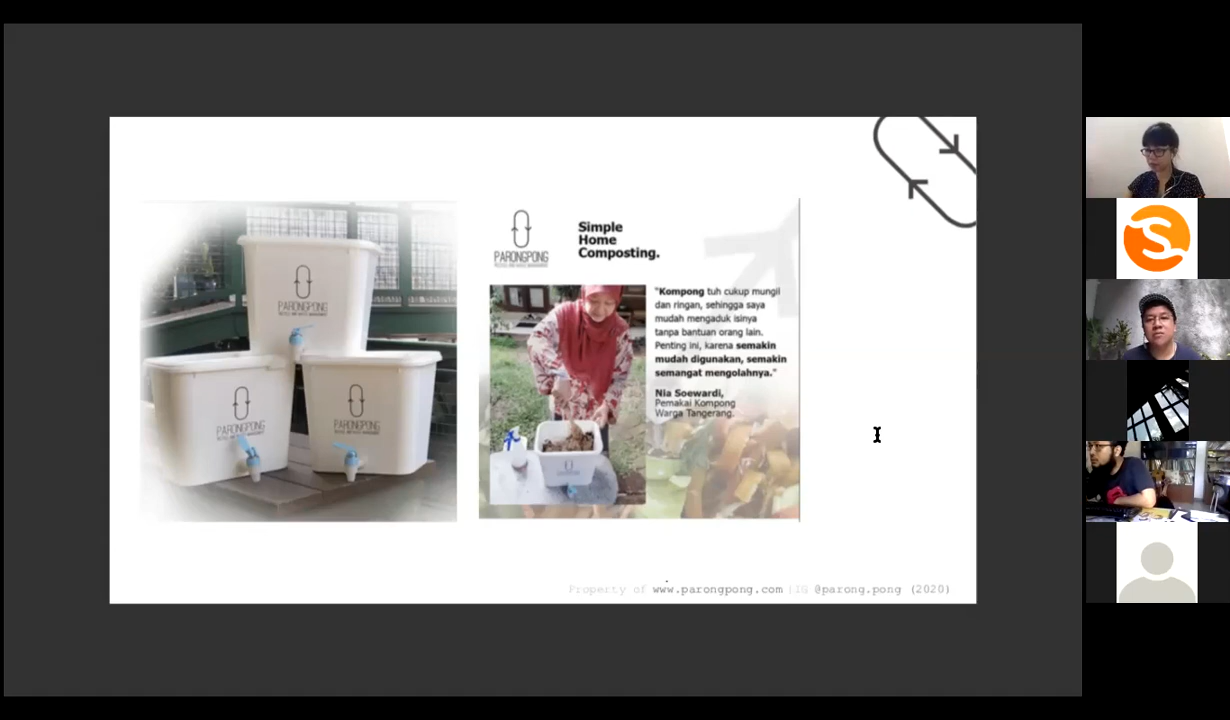 PARONGPONG
PARONGPONG
PARONGPONG
PARONGPONG
Simple
Home
Composting.
"Kompong tuh cukup mungil
dan ringan, sehingga saya
mudah mengaduk isinya
tanpa bantuan orang lain.
Penting ini, karena semakin
mudah digunakan, semakin
semangat mengolahnya."
Nia Soewardi,
Pemakai Kompong
Warga Tangerang.
Property of www.parongpong.com |IG @parong.pong (2020)